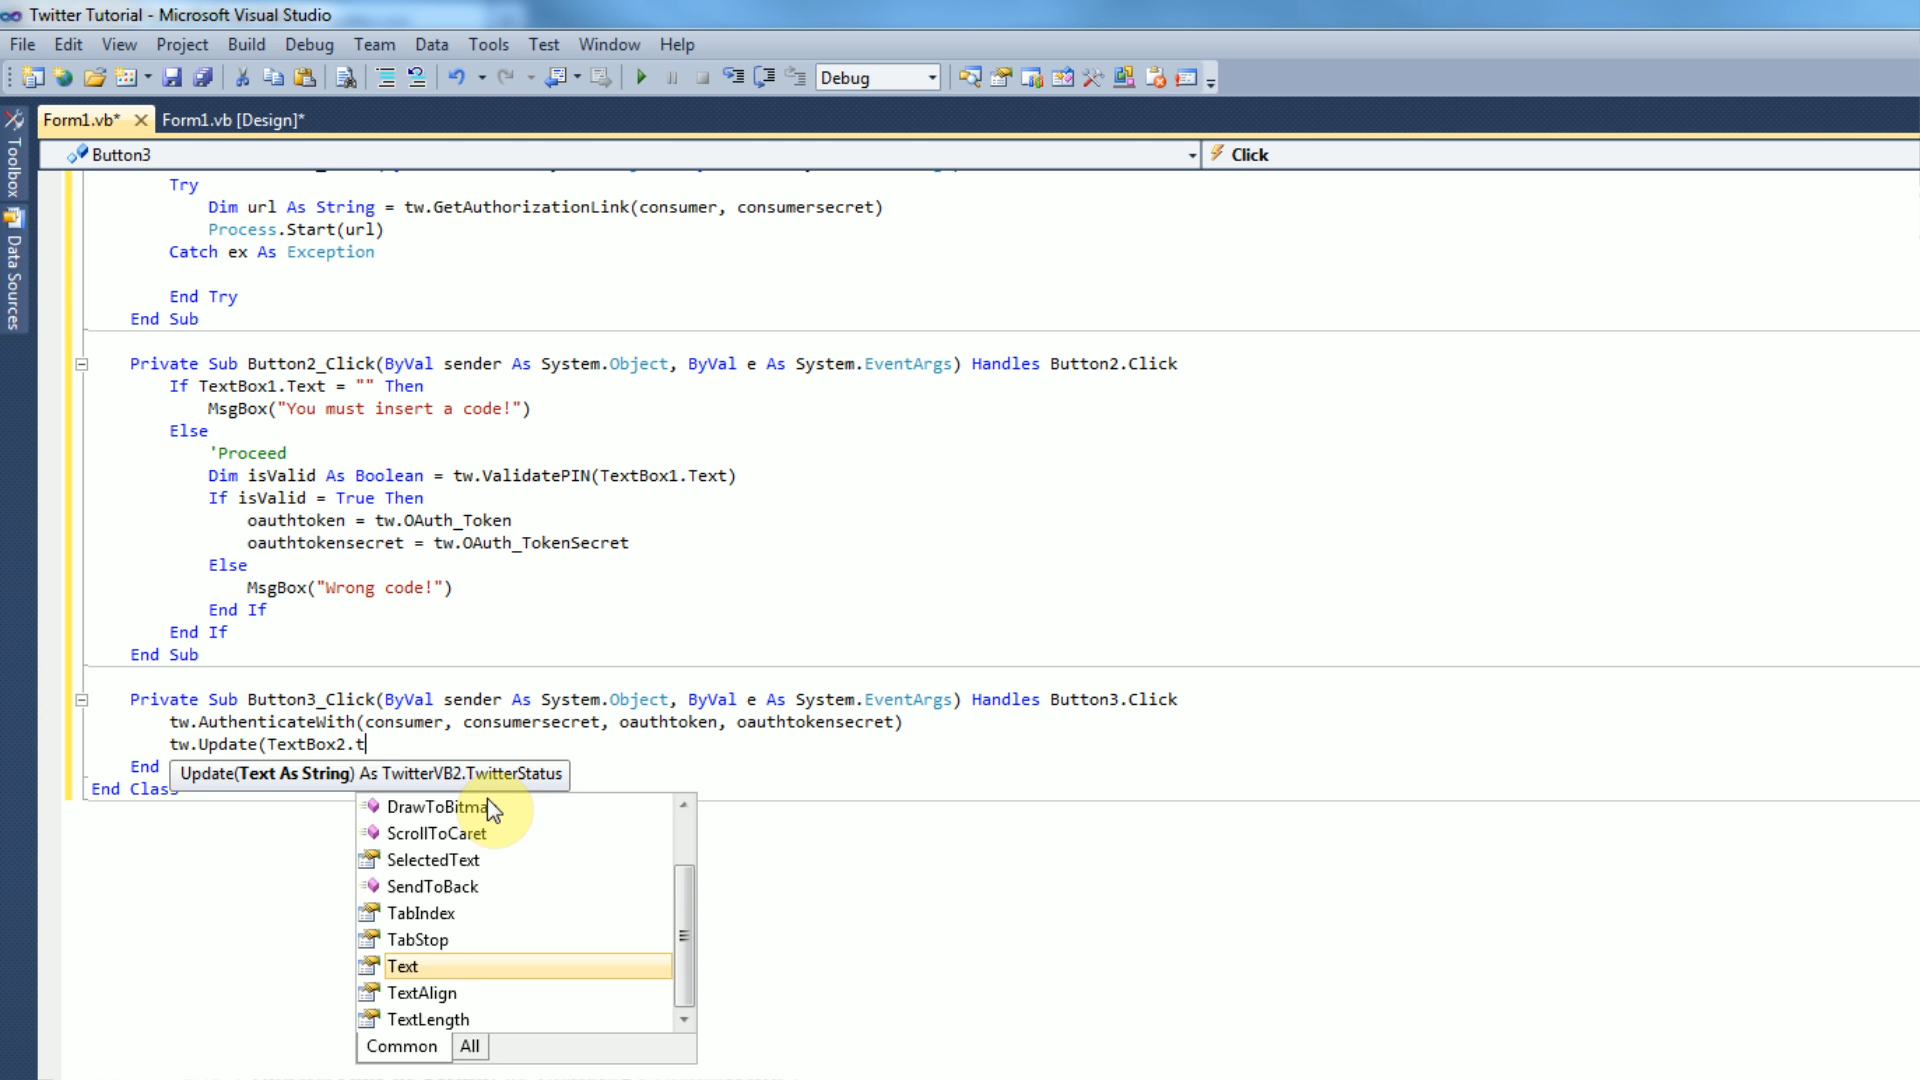 Twitter Tutorial - Microsoft Visual Studio
File Edit View Project Build Debug Team Data Tools Test Window Help
Debug
Form1.vb* Form1.vb [Design]*
Toolbox
Data Sources
Button3 Click
Try
Dim url As String = tw.GetAuthorizationLink(consumer, consumersecret)
Process.Start(url)
Catch ex As Exception
End Try
End Sub
Private Sub Button2_Click(ByVal sender As System.Object, ByVal e As System.EventArgs) Handles Button2.Click
If TextBox1.Text = "" Then
MsgBox("You must insert a code!")
Else
'Proceed
Dim isValid As Boolean = tw.ValidatePIN(TextBox1.Text)
If isValid = True Then
oauthtoken = tw.OAuth_Token
oauthtokensecret = tw.OAuth_TokenSecret
Else
MsgBox("Wrong code!")
End If
End If
End Sub
Private Sub Button3_Click(ByVal sender As System.Object, ByVal e As System.EventArgs) Handles Button3.Click
tw.AuthenticateWith(consumer, consumersecret, oauthtoken, oauthtokensecret)
tw.Update(TextBox2.t
End
Update(Text As String) As TwitterVB2.TwitterStatus
End Class
DrawToBitma
ScrollToCaret
SelectedText
SendToBack
TabIndex
TabStop
Text
TextAlign
TextLength
Common All